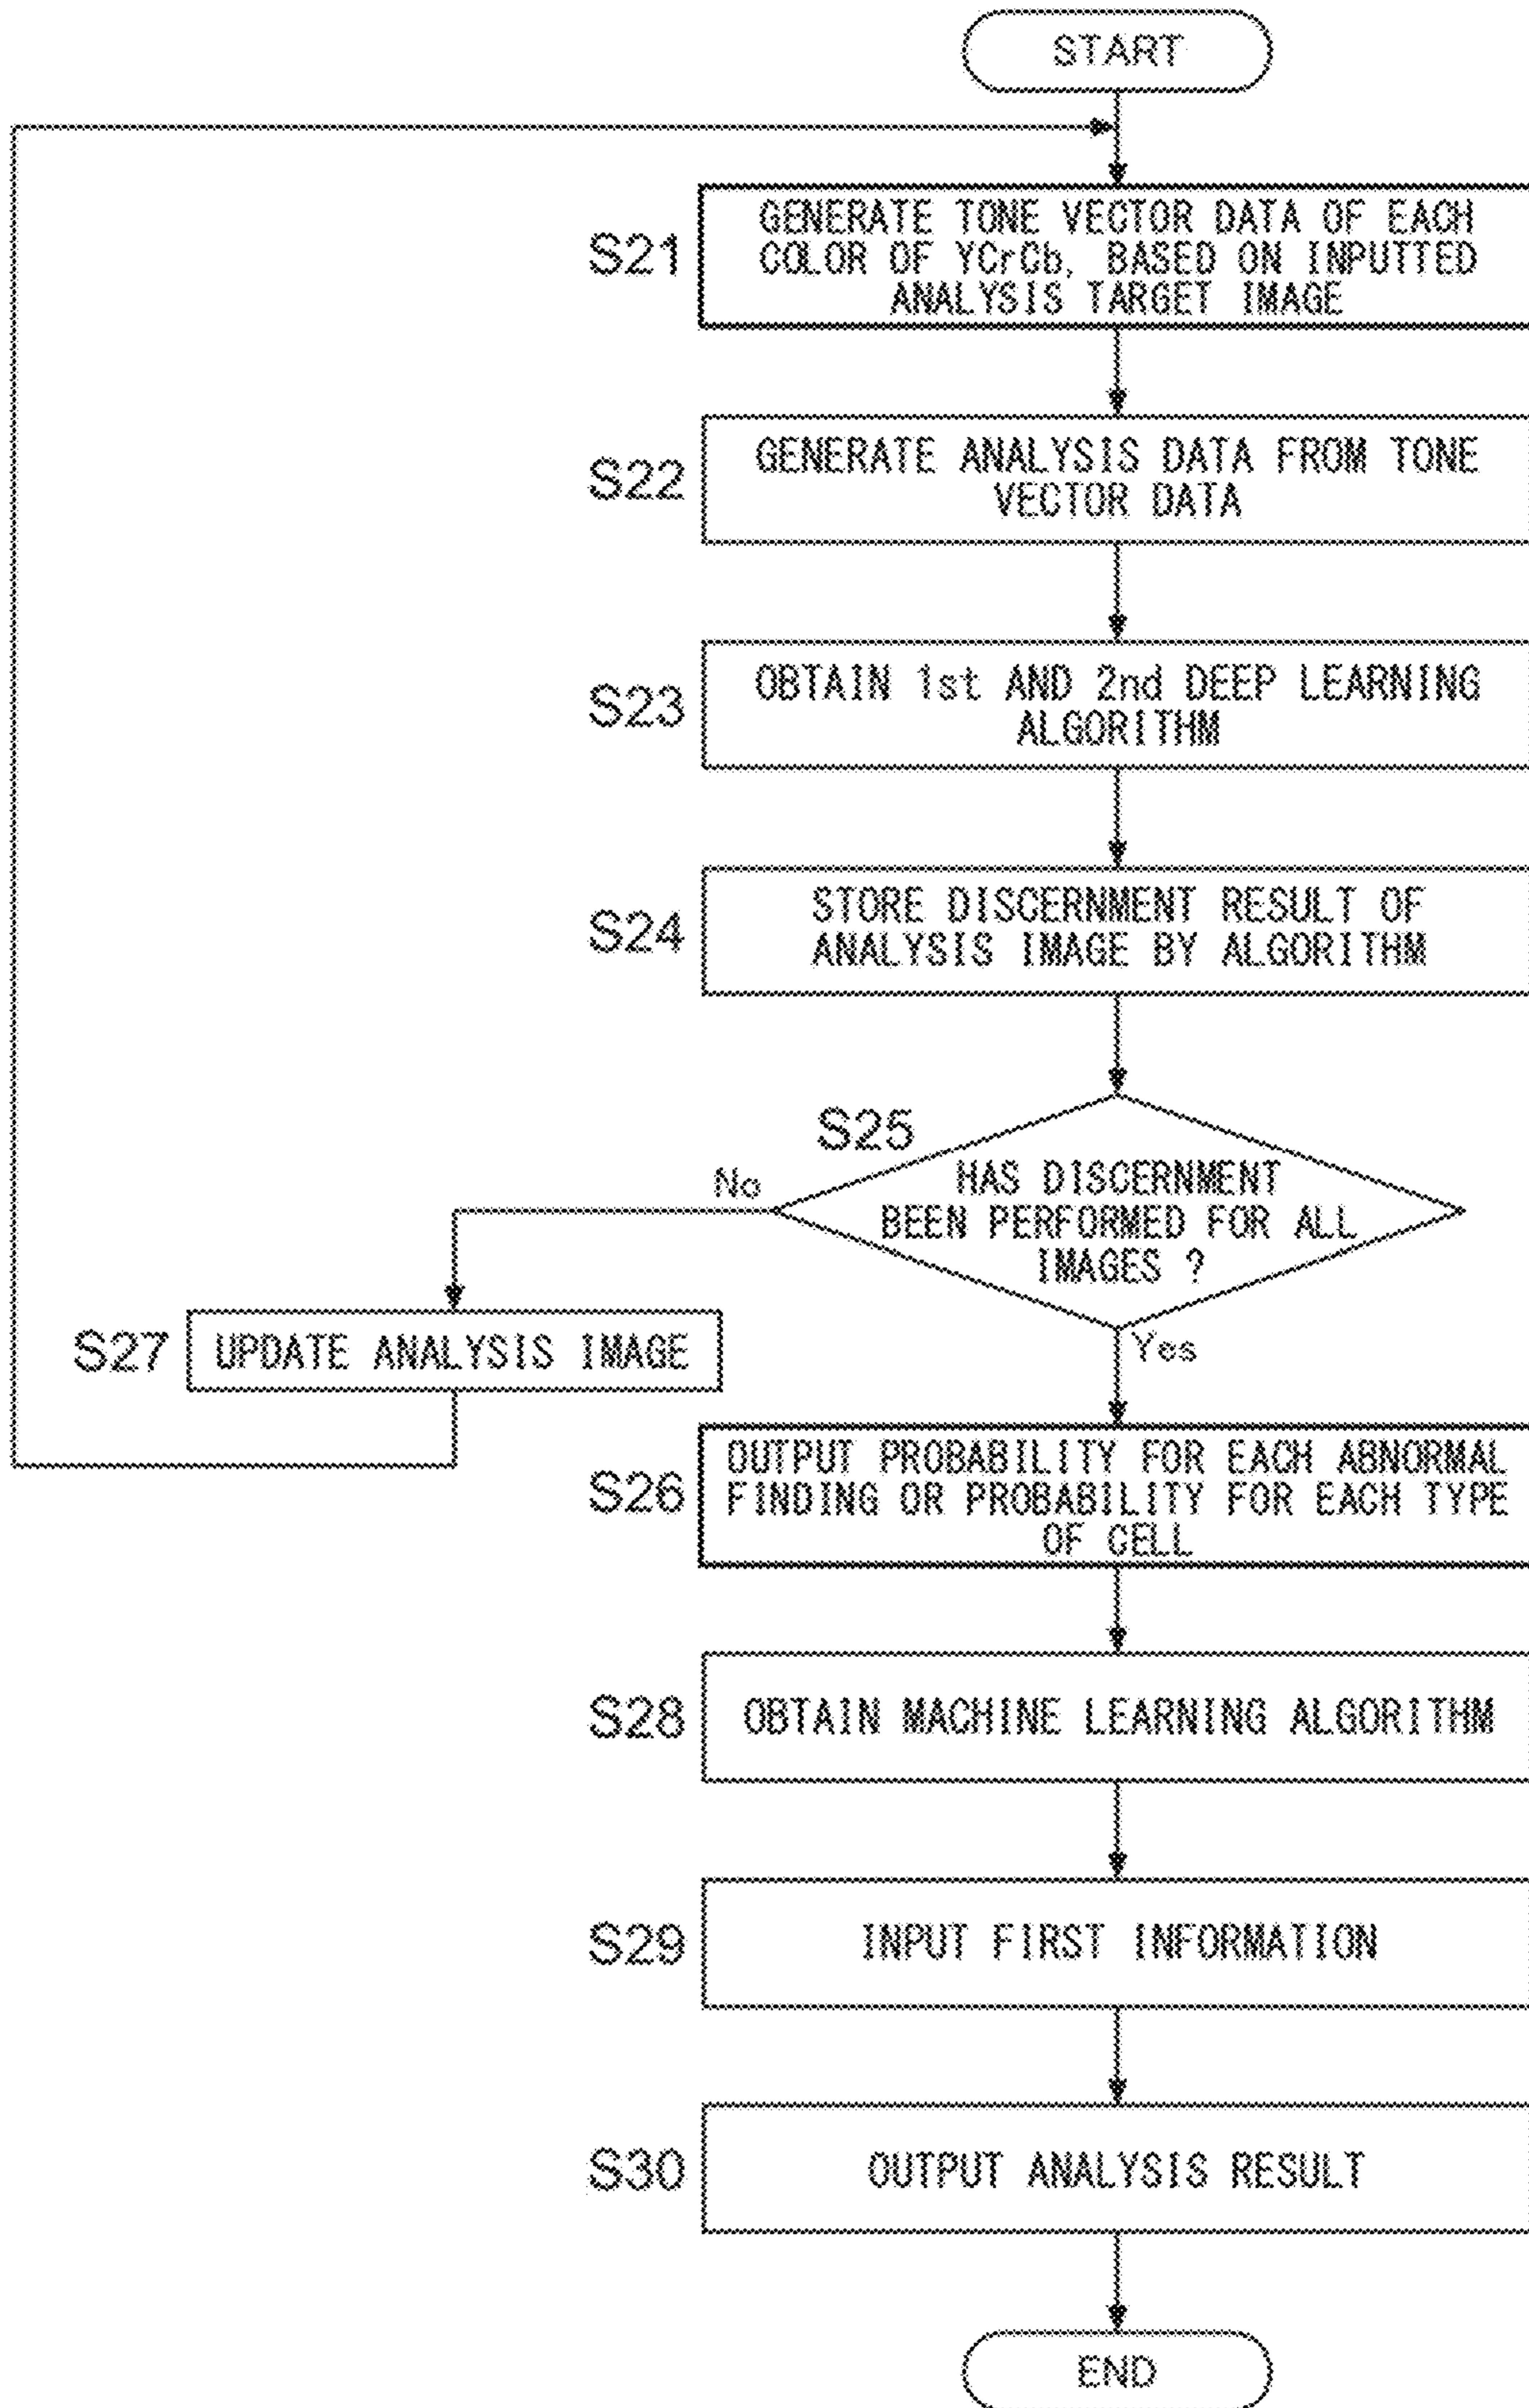 START
S21
GENERATE TONE VECTOR DATA OF EACH
COLOR OF YCrCb, BASED ON INPUTTED
ANALYSIS TARGET IMAGE
S22
GENERATE ANALYSIS DATA FROM TONE
VECTOR DATA
S23
OBTAIN 1st AND 2nd DEEP LEARNING
ALGORITHM
S24
STORE DISCERNMENT RESULT OF
ANALYSIS IMAGE BY ALGORITHM
S25
HAS DISCERNMENT
BEEN PERFORMED FOR ALL
IMAGES ?
No
S27
UPDATE ANALYSIS IMAGE
Yes
S26
OUTPUT PROBABILITY FOR EACH ABNORMAL
FINDING OR PROBABILITY FOR EACH TYPE
OF CELL
S28
OBTAIN MACHINE LEARNING ALGORITHM
S29
INPUT FIRST INFORMATION
S30
OUTPUT ANALYSIS RESULT
END